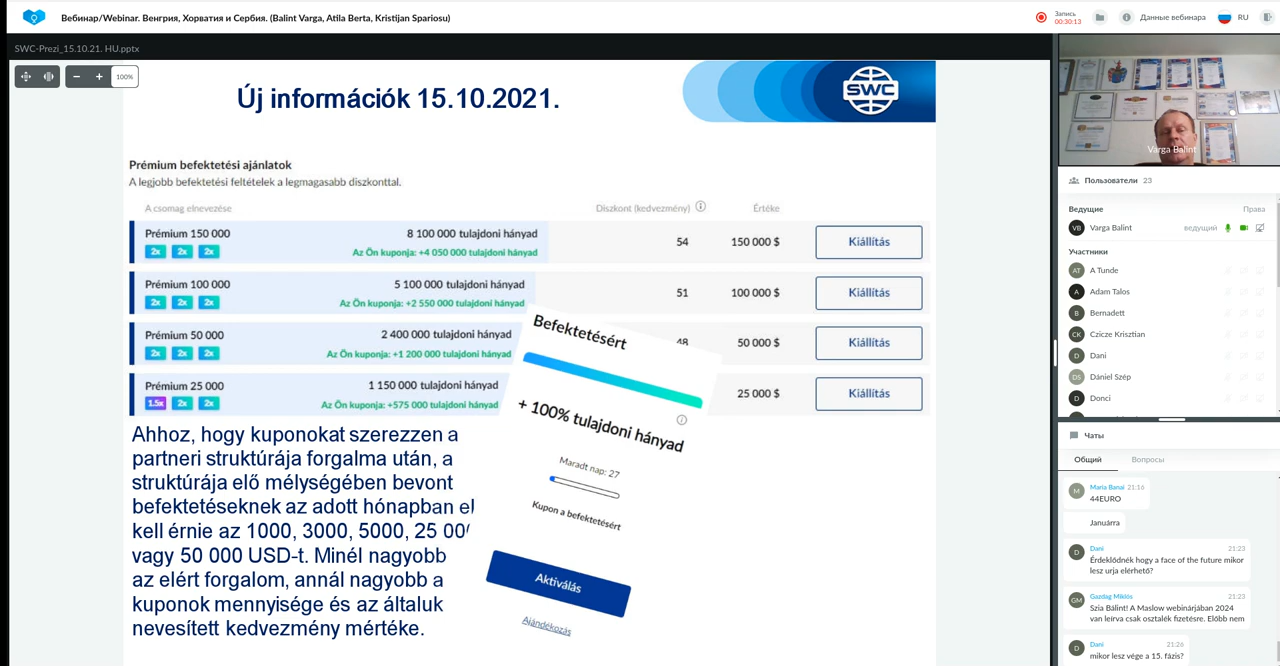 Вебинар/Webinar. Венгрия, Хорватия и Сербия. (Balint Varga, Atila Berta, Kristijan Spariosu)
Запись
00:30:13
Данные вебинара
RU
SWC-Prezi_15.10.21. HU.pptx
100%
Új információk 15.10.2021.
SWC
Prémium befektetési ajánlatok
A legjobb befektetési feltételek a legmagasabb diszkonttal.
A csomag elnevezése Diszkont (kedvezmény) Értéke
Prémium 150 000 8 100 000 tulajdoni hányad 54 150 000 $ Kiállítás
2x 2x 2x Az Ön kuponja: +4 050 000 tulajdoni hányad
Prémium 100 000 5 100 000 tulajdoni hányad 51 100 000 $ Kiállítás
2x 2x 2x Az Ön kuponja: +2 550 000 tulajdoni hányad
Prémium 50 000 2 400 000 tulajdoni hányad 48 50 000 $ Kiállítás
2x 2x 2x Az Ön kuponja: +1 200 000 tulajdoni hányad
Prémium 25 000 1 150 000 tulajdoni hányad 25 000 $ Kiállítás
1.5x 2x 2x Az Ön kuponja: +575 000 tulajdoni hányad
Befektetésért
+ 100% tulajdoni hányad
Maradt nap: 27
Kupon a befektetésért
Aktiválás
Ajándékozás
Ahhoz, hogy kuponokat szerezzen a
partneri struktúrája forgalma után, a
struktúrája elő mélységében bevont
befektetéseknek az adott hónapban el
kell érnie az 1000, 3000, 5000, 25 00
vagy 50 000 USD-t. Minél nagyobb
az elért forgalom, annál nagyobb a
kuponok mennyisége és az általuk
nevesített kedvezmény mértéke.
Varga Balint
Пользователи 23
Ведущие Права
VB Varga Balint ведущий
Участники
AT A Tunde
A Adam Talos
B Bernadett
CK Czicze Krisztian
D Dani
DS Dániel Szép
D Donci
Чаты
Общий Вопросы
M Maria Banai 21:16
44EURO
Januárra
D Dani 21:23
Érdeklődnék hogy a face of the future mikor
lesz urja elérhető?
GM Gazdag Miklós 21:23
Szia Bálint! A Maslow webinárjában 2024
van leírva csak osztalék fizetésre. Előbb nem
D Dani 21:26
mikor lesz vége a 15. fázis?